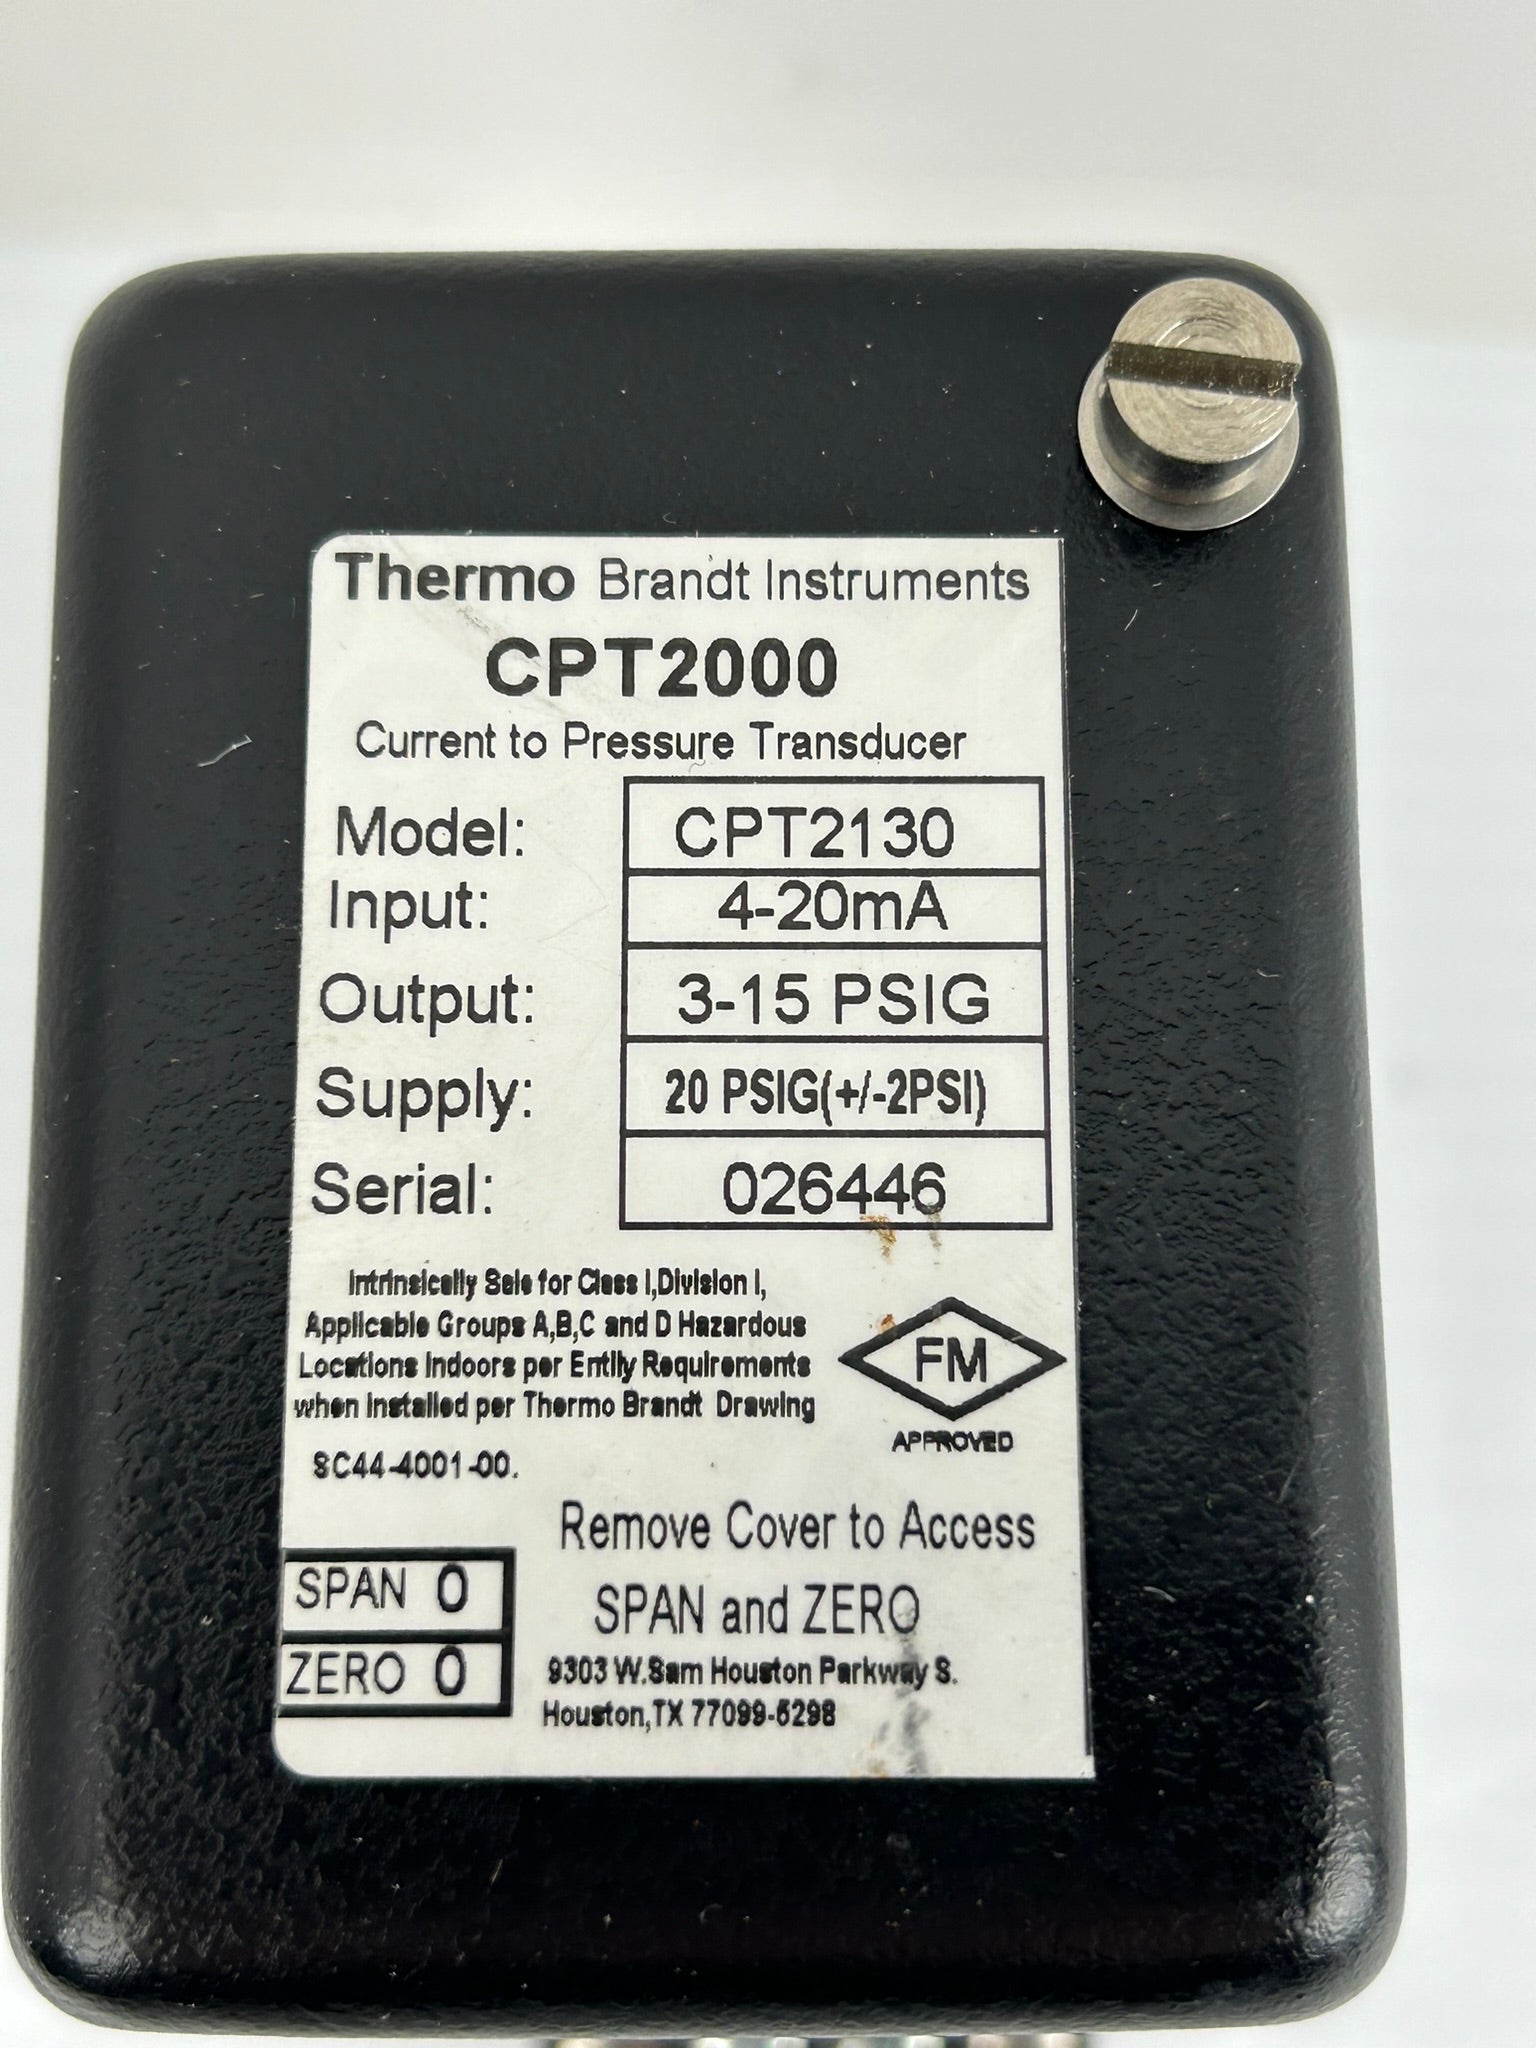 Thermo Brandt Instruments
CPT2000
Current to Pressure Transducer
Model: CPT2130
Input: 4-20mA
Output: 3-15 PSIG
Supply: 20 PSIG(+/-2PSI)
Serial: 026446
Intrinsically Safe for Class I,Division I,
Applicable Groups A,B,C and D Hazardous
Locations Indoors per Entity Requirements
when Installed per Thermo Brandt Drawing
SC44-4001-00.
FM
APPROVED
Remove Cover to Access
SPAN and ZERO
SPAN 0
ZERO 0
9303 W.Sam Houston Parkway S.
Houston,TX 77099-5298